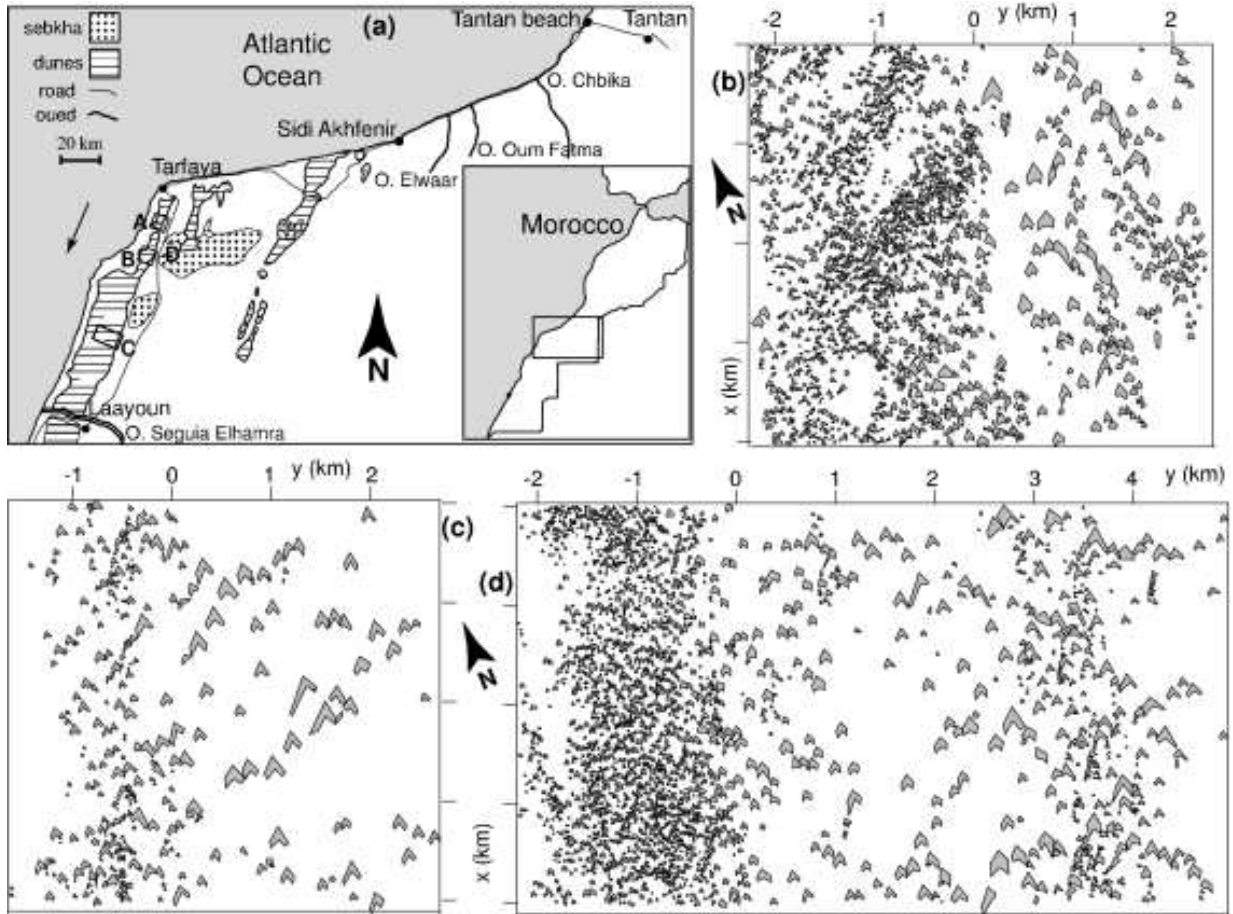 sebkha
dunes
road
oued
20 km
Atlantic
Ocean
(a)
Tantan beach
Tantan
O. Chbika
Sidi Akhfenir
O. Oum Fatma
O. Elwaar
Tarfaya
A
B
D
C
Laayoun
O. Seguia Elhamra
N
Morocco
-2 -1 0 1 2
y (km)
(b)
N
x (km)
-1 0 1 2
y (km)
(c)
-2 -1 0 1 2 3 4
y (km)
(d)
N
x (km)